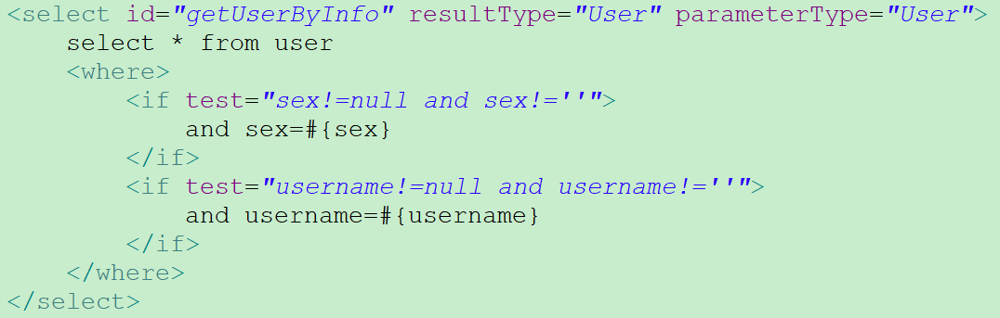 <select id="getUserByInfo" resultType="User" parameterType="User">
select * from user
<where>
<if test="sex!=null and sex!=''">
and sex=#{sex}
</if>
<if test="username!=null and username!=''">
and username=#{username}
</if>
</where>
</select>